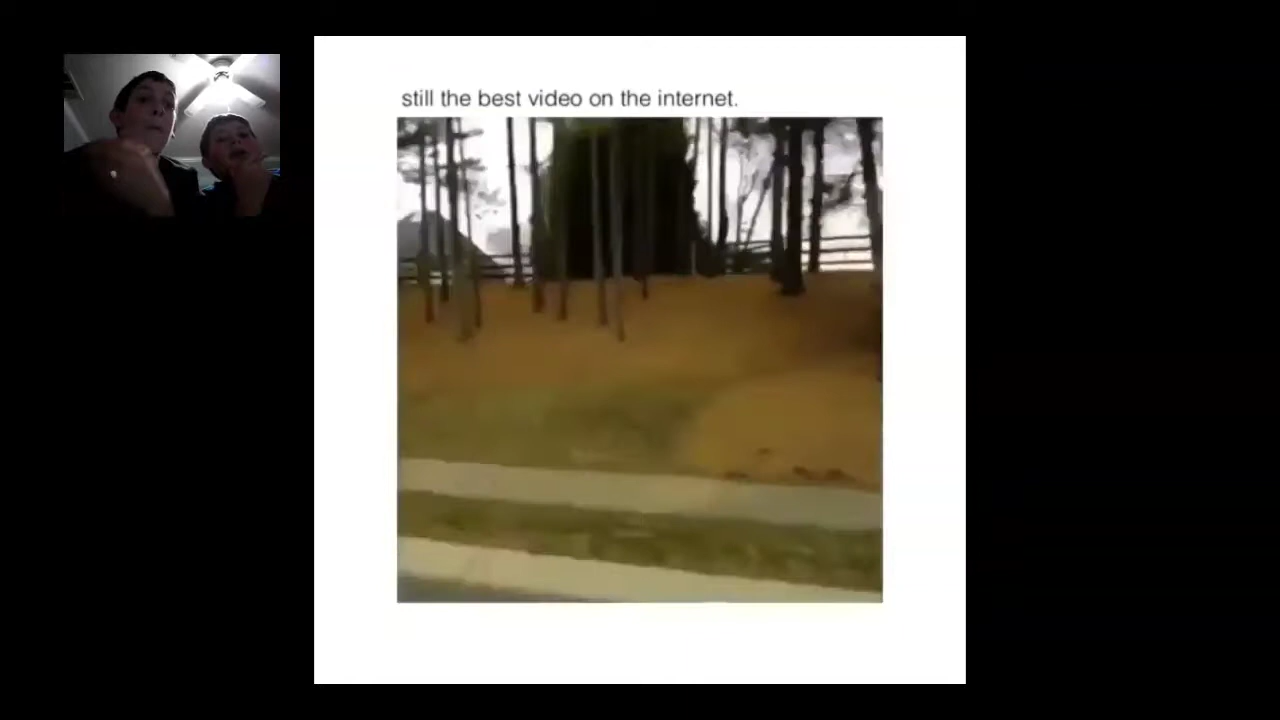 still the best video on the internet.